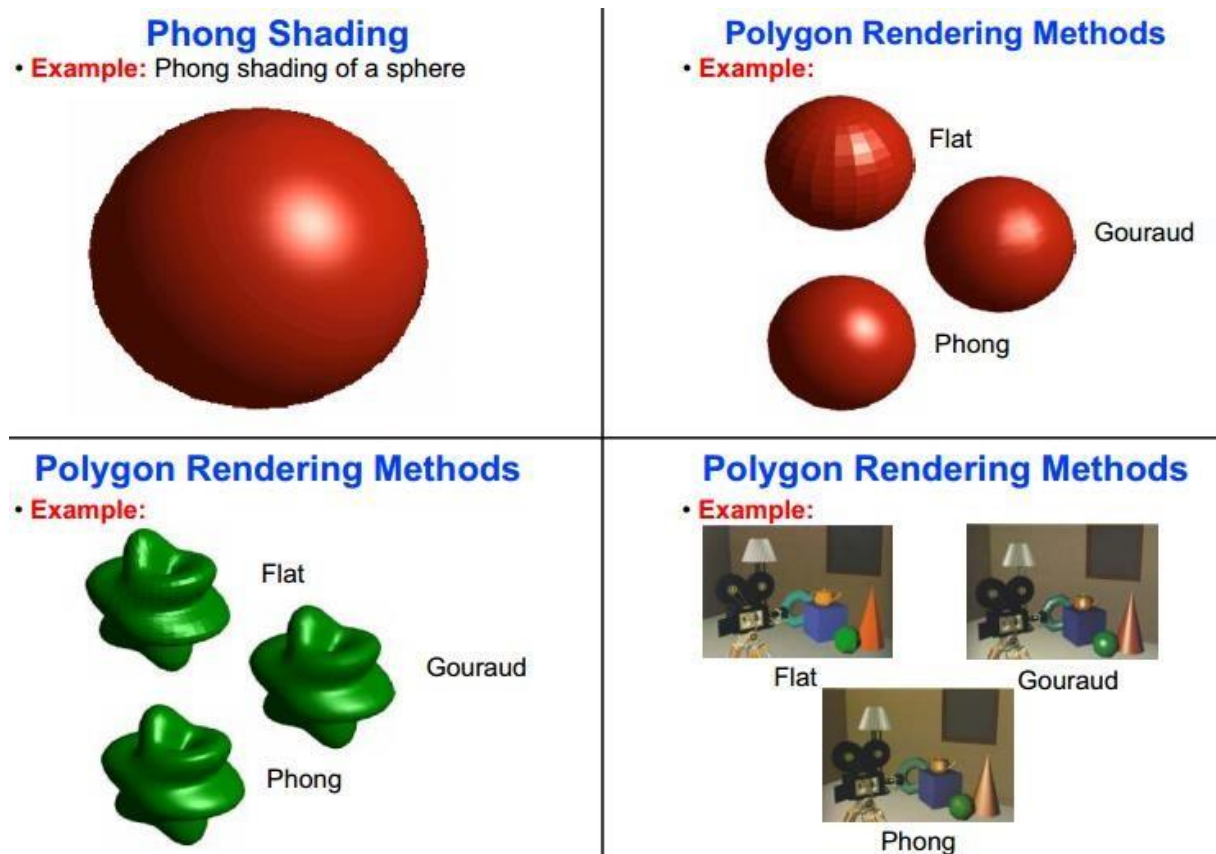 Phong Shading
• Example: Phong shading of a sphere
Polygon Rendering Methods
• Example:
Flat
Gouraud
Phong
Polygon Rendering Methods
• Example:
Flat
Gouraud
Phong
Polygon Rendering Methods
• Example:
Flat
Gouraud
Phong